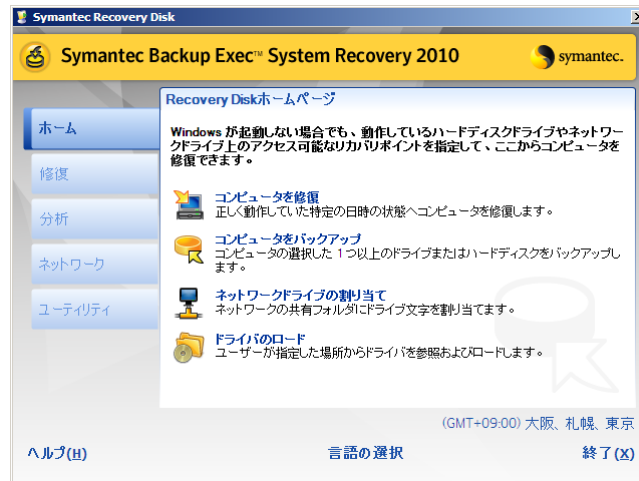 Symantec Recovery Disk
Symantec Backup Exec™ System Recovery 2010
symantec.
ホーム
修復
分析
ネットワーク
ユーティリティ
Recovery Diskホームページ
Windows が起動しない場合でも、動作しているハードディスクドライブやネットワー
クドライブ上のアクセス可能なリカバリポイントを指定して、ここからコンピュータを
修復できます。
コンピュータを修復
正しく動作していた特定の日時の状態へコンピュータを修復します。
コンピュータをバックアップ
コンピュータの選択した 1つ以上のドライブまたはハードディスクをバックアップし
ます。
ネットワークドライブの割り当て
ネットワークの共有フォルダにドライブ文字を割り当てます。
ドライバのロード
ユーザーが指定した場所からドライバを参照およびロードします。
(GMT+09:00) 大阪、札幌、東京
ヘルプ(H)
言語の選択
終了(X)